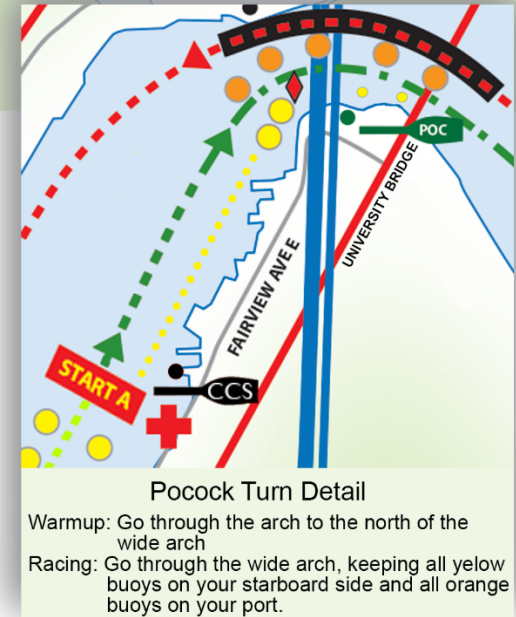 POC
UNIVERSITY BRIDGE
FAIRVIEW AVE E
START A
CCS
Pocock Turn Detail
Warmup: Go through the arch to the north of the
wide arch
Racing: Go through the wide arch, keeping all yelow
buoys on your starboard side and all orange
buoys on your port.